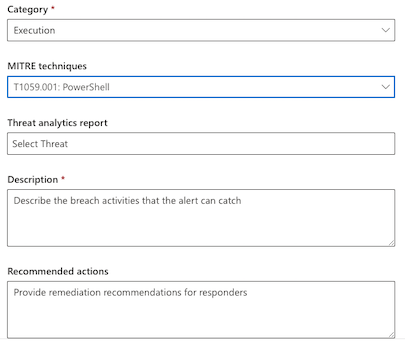 Category *
Execution
MITRE techniques
T1059.001: PowerShell
Threat analytics report
Select Threat
Description *
Describe the breach activities that the alert can catch
Recommended actions
Provide remediation recommendations for responders